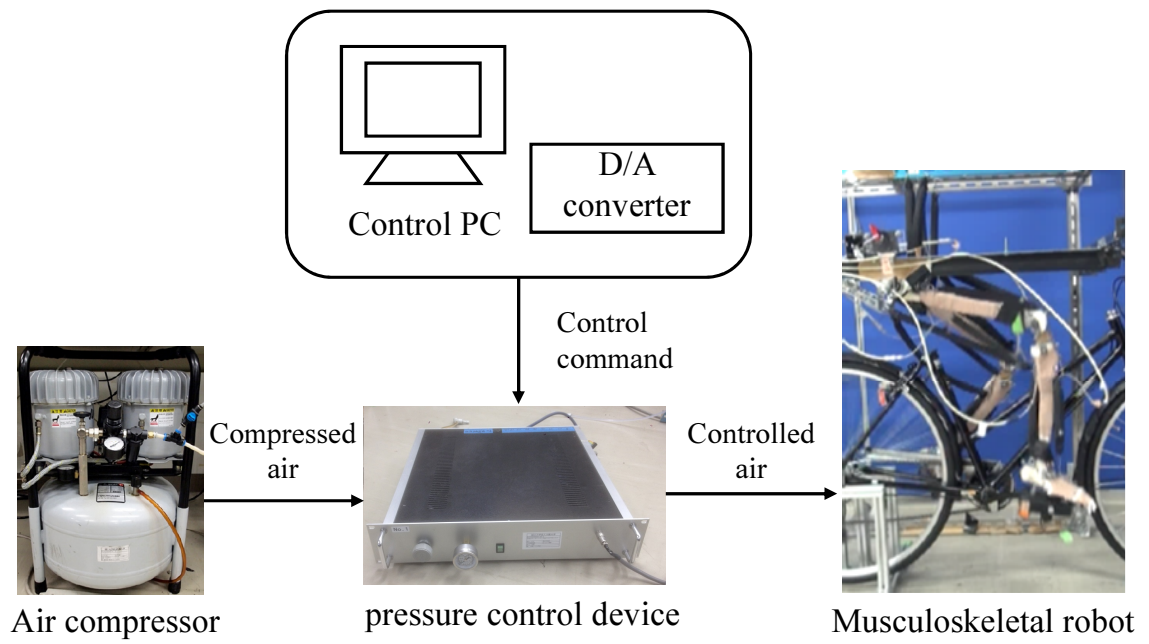 D/A
converter
Control PC
Control
command
Compressed
air
Controlled
air
Air compressor
pressure control device
Musculoskeletal robot